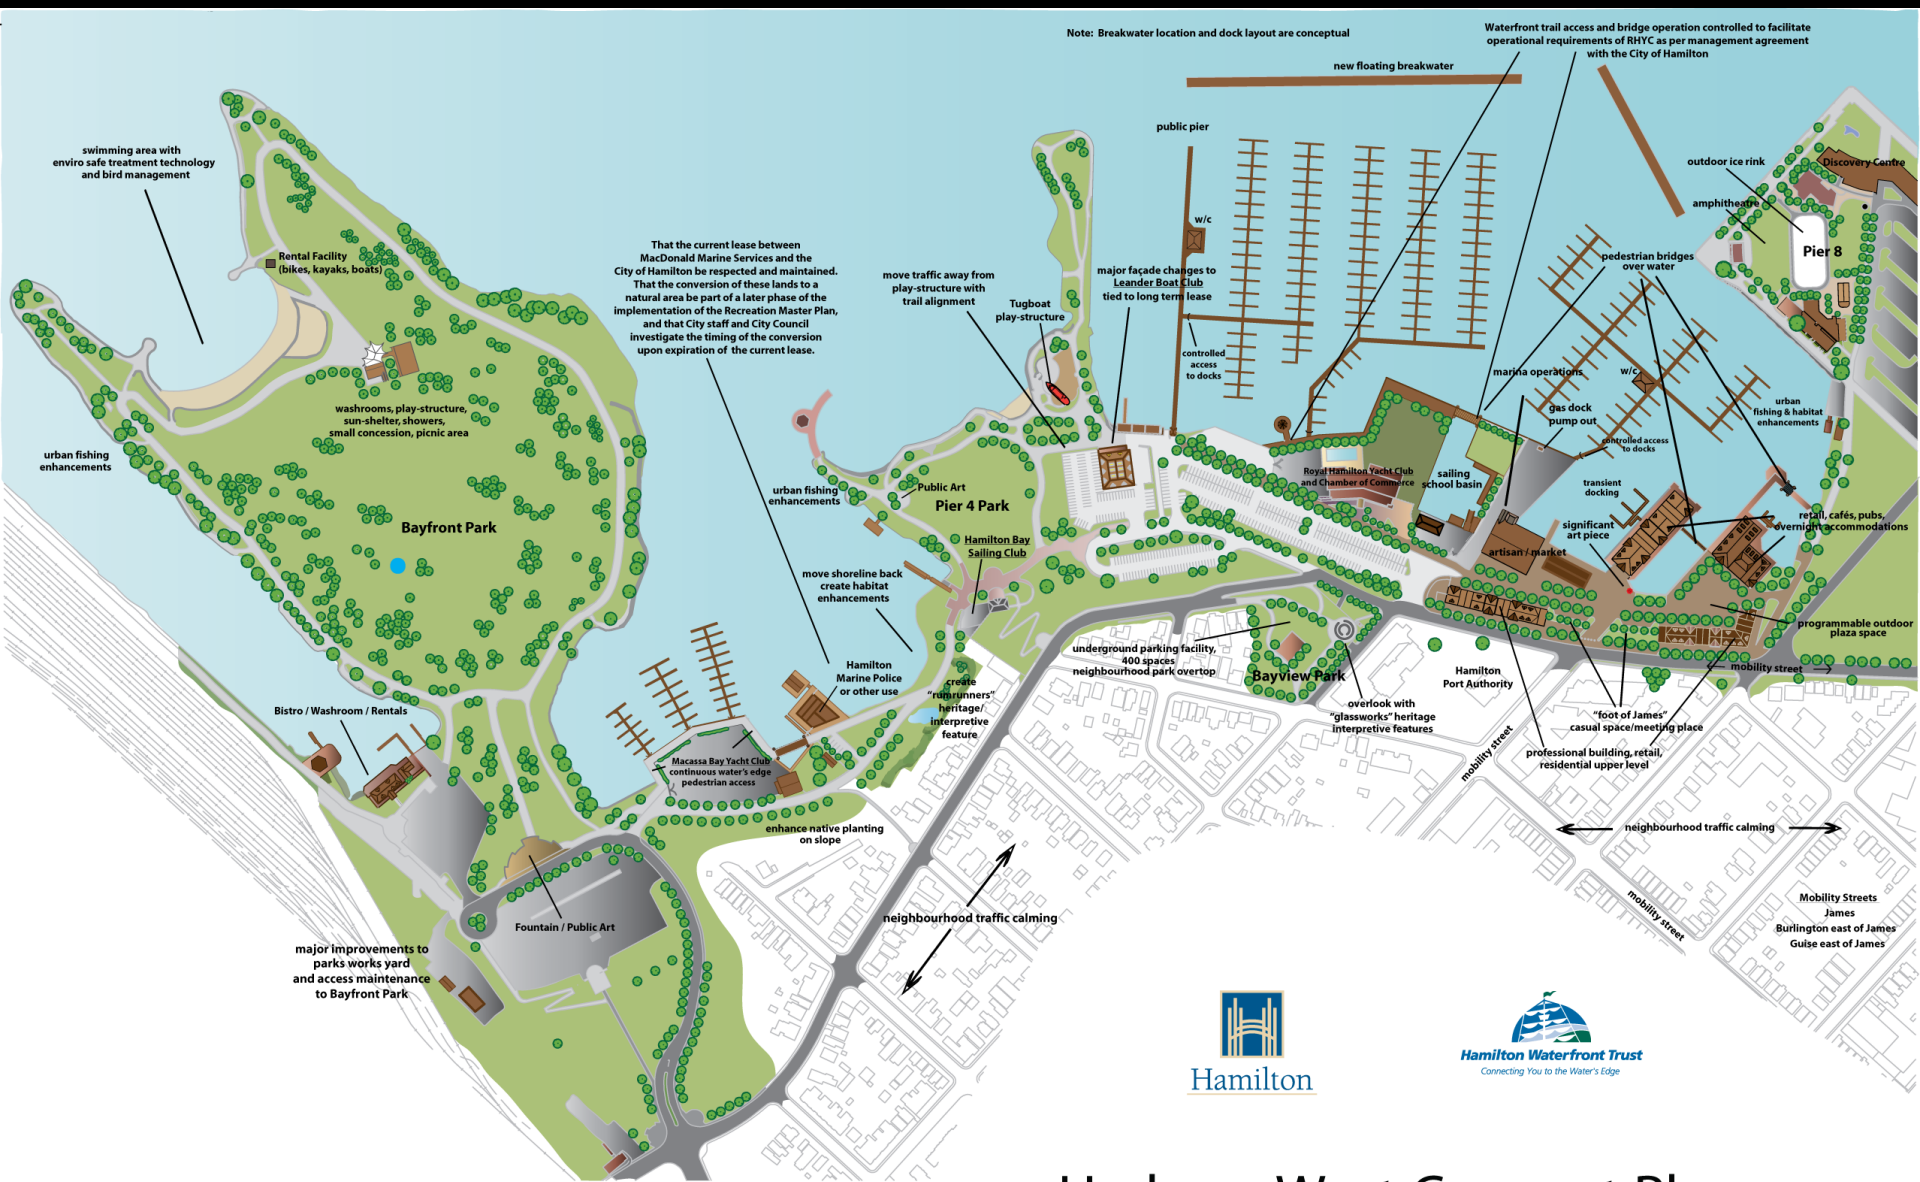 Note: Breakwater location and dock layout are conceptual
Waterfront trail access and bridge operation controlled to facilitate
operational requirements of RHYC as per management agreement
with the City of Hamilton
new floating breakwater
public pier
swimming area with
enviro safe treatment technology
and bird management
outdoor ice rink
Discovery Centre
amphitheatre
Pier 8
w/c
Rental Facility
(bikes, kayaks, boats)
That the current lease between
MacDonald Marine Services and the
City of Hamilton be respected and maintained.
That the conversion of these lands to a
natural area be part of a later phase of the
implementation of the Recreation Master Plan,
and that City staff and City Council
investigate the timing of the conversion
upon expiration of the current lease.
move traffic away from
play-structure with
trail alignment
major façade changes to
Leander Boat Club
tied to long term lease
Tugboat
play-structure
pedestrian bridges
over water
controlled
access
to docks
marina operations
w/c
gas dock
pump out
urban
fishing & habitat
enhancements
controlled access
to docks
washrooms, play-structure,
sun-shelter, showers,
small concession, picnic area
urban fishing
enhancements
urban fishing
enhancements
Public Art
Pier 4 Park
Royal Hamilton Yacht Club
and Chamber of Commerce
sailing
school basin
transient
docking
significant
art piece
retail, cafés, pubs,
overnight accommodations
Bayfront Park
Hamilton Bay
Sailing Club
artisan / market
move shoreline back
create habitat
enhancements
programmable outdoor
plaza space
underground parking facility,
400 spaces
neighbourhood park overtop
Bayview Park
Hamilton
Port Authority
mobility street
Hamilton
Marine Police
or other use
create
"rumrunners"
heritage/
interpretive
feature
overlook with
"glassworks" heritage
interpretive features
"foot of James"
casual space/meeting place
professional building, retail,
residential upper level
mobility street
Bistro / Washroom / Rentals
Macassa Bay Yacht Club
continuous water's edge
pedestrian access
enhance native planting
on slope
neighbourhood traffic calming
neighbourhood traffic calming
mobility street
Mobility Streets
James
Burlington east of James
Guise east of James
Fountain / Public Art
major improvements to
parks works yard
and access maintenance
to Bayfront Park
Hamilton
Hamilton Waterfront Trust
Connecting You to the Water's Edge